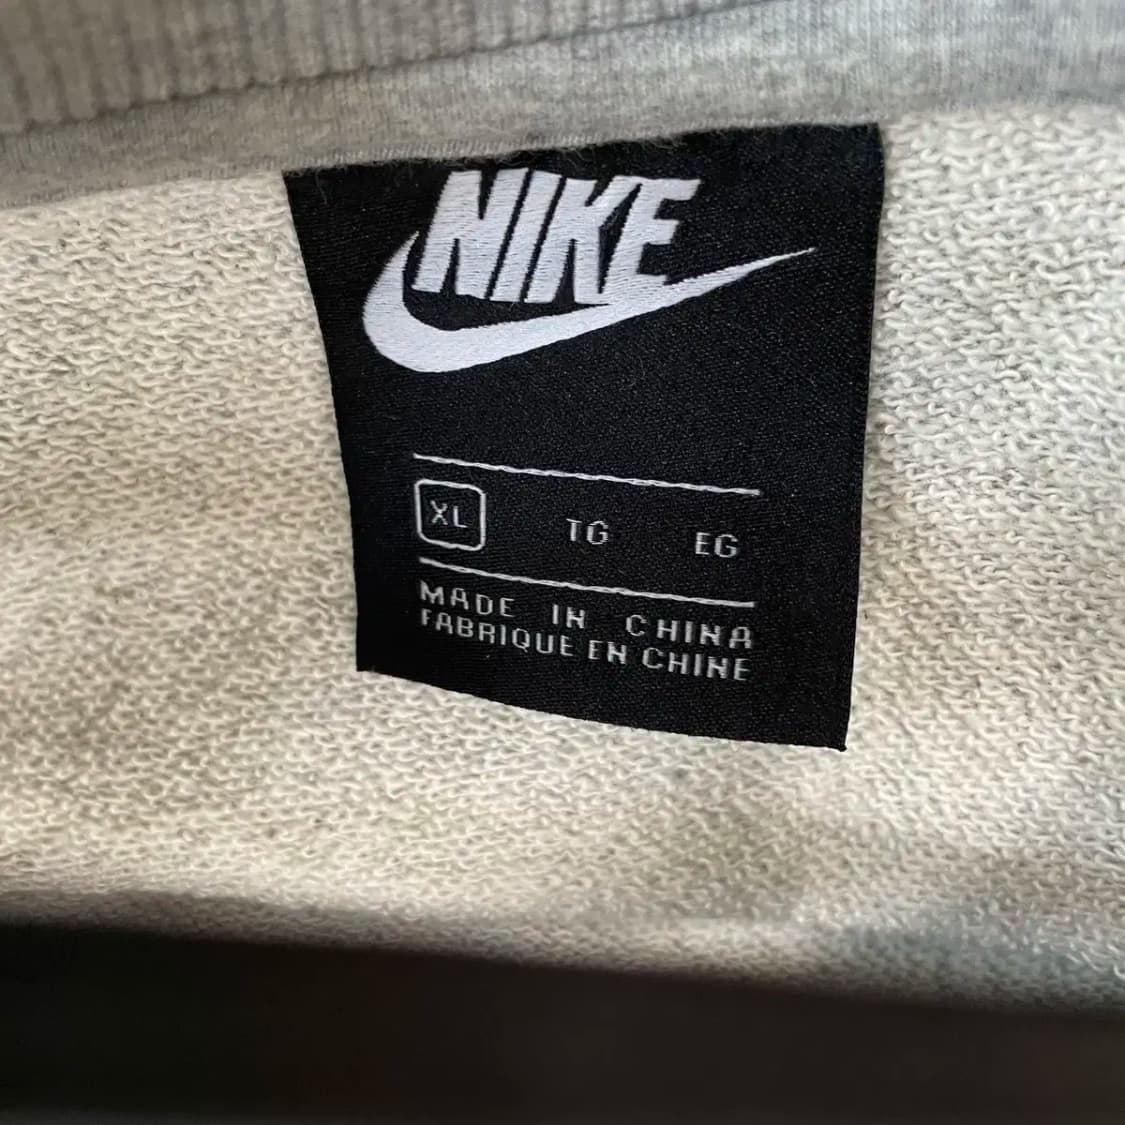 NIKE
XL TG EG
MADE IN CHINA
FABRIQUE EN CHINE